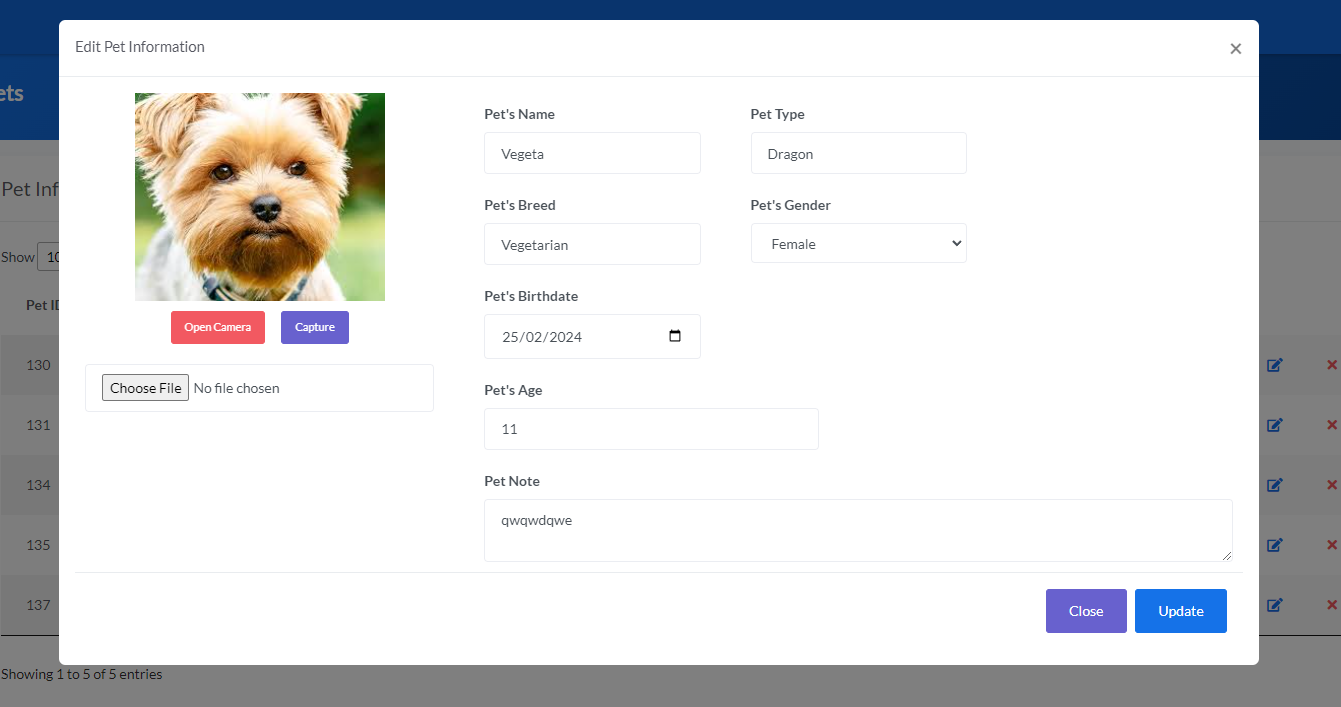 Edit Pet Information
×
ets
Pet Inf
Show 10
Pet ID
130
131
134
135
137
Showing 1 to 5 of 5 entries
Open Camera
Capture
Choose File No file chosen
Pet's Name
Pet Type
Vegeta
Dragon
Pet's Breed
Pet's Gender
Vegetarian
Female
Pet's Birthdate
25/02/2024
Pet's Age
11
Pet Note
qwqwdqwe
Close
Update